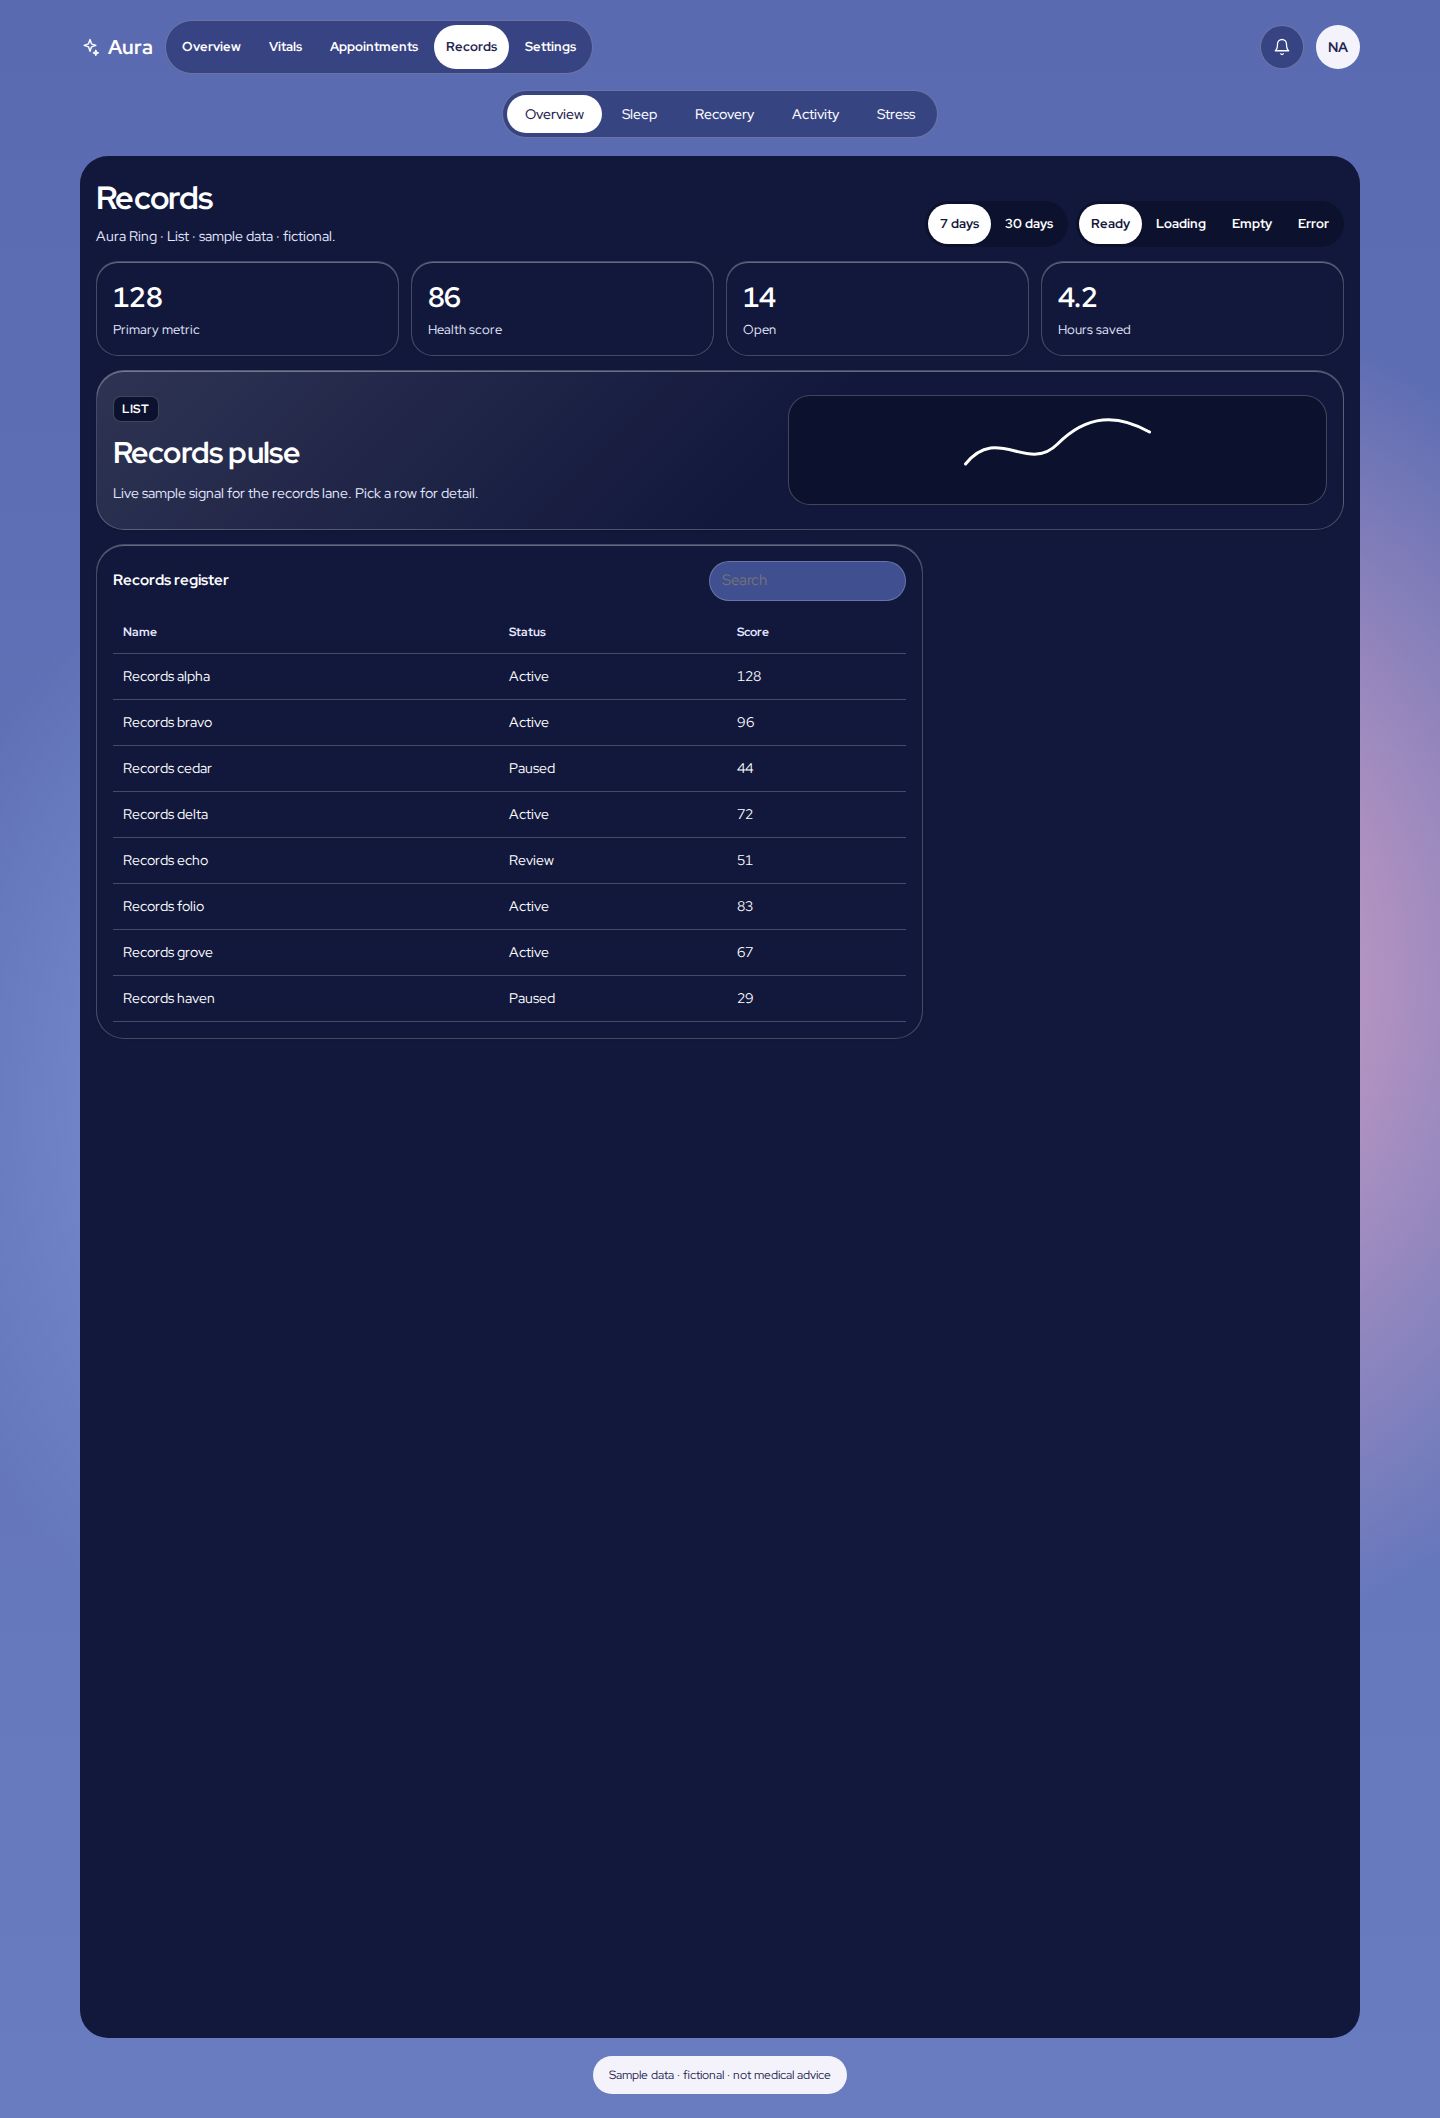 Aura
Overview Vitals Appointments Records Settings
NA
Overview Sleep Recovery Activity Stress
Records
Aura Ring · List · sample data · fictional.
7 days 30 days
Ready Loading Empty Error
128
Primary metric
86
Health score
14
Open
4.2
Hours saved
LIST
Records pulse
Live sample signal for the records lane. Pick a row for detail.
Records register
Search
Name Status Score
Records alpha Active 128
Records bravo Active 96
Records cedar Paused 44
Records delta Active 72
Records echo Review 51
Records folio Active 83
Records grove Active 67
Records haven Paused 29
Sample data · fictional · not medical advice